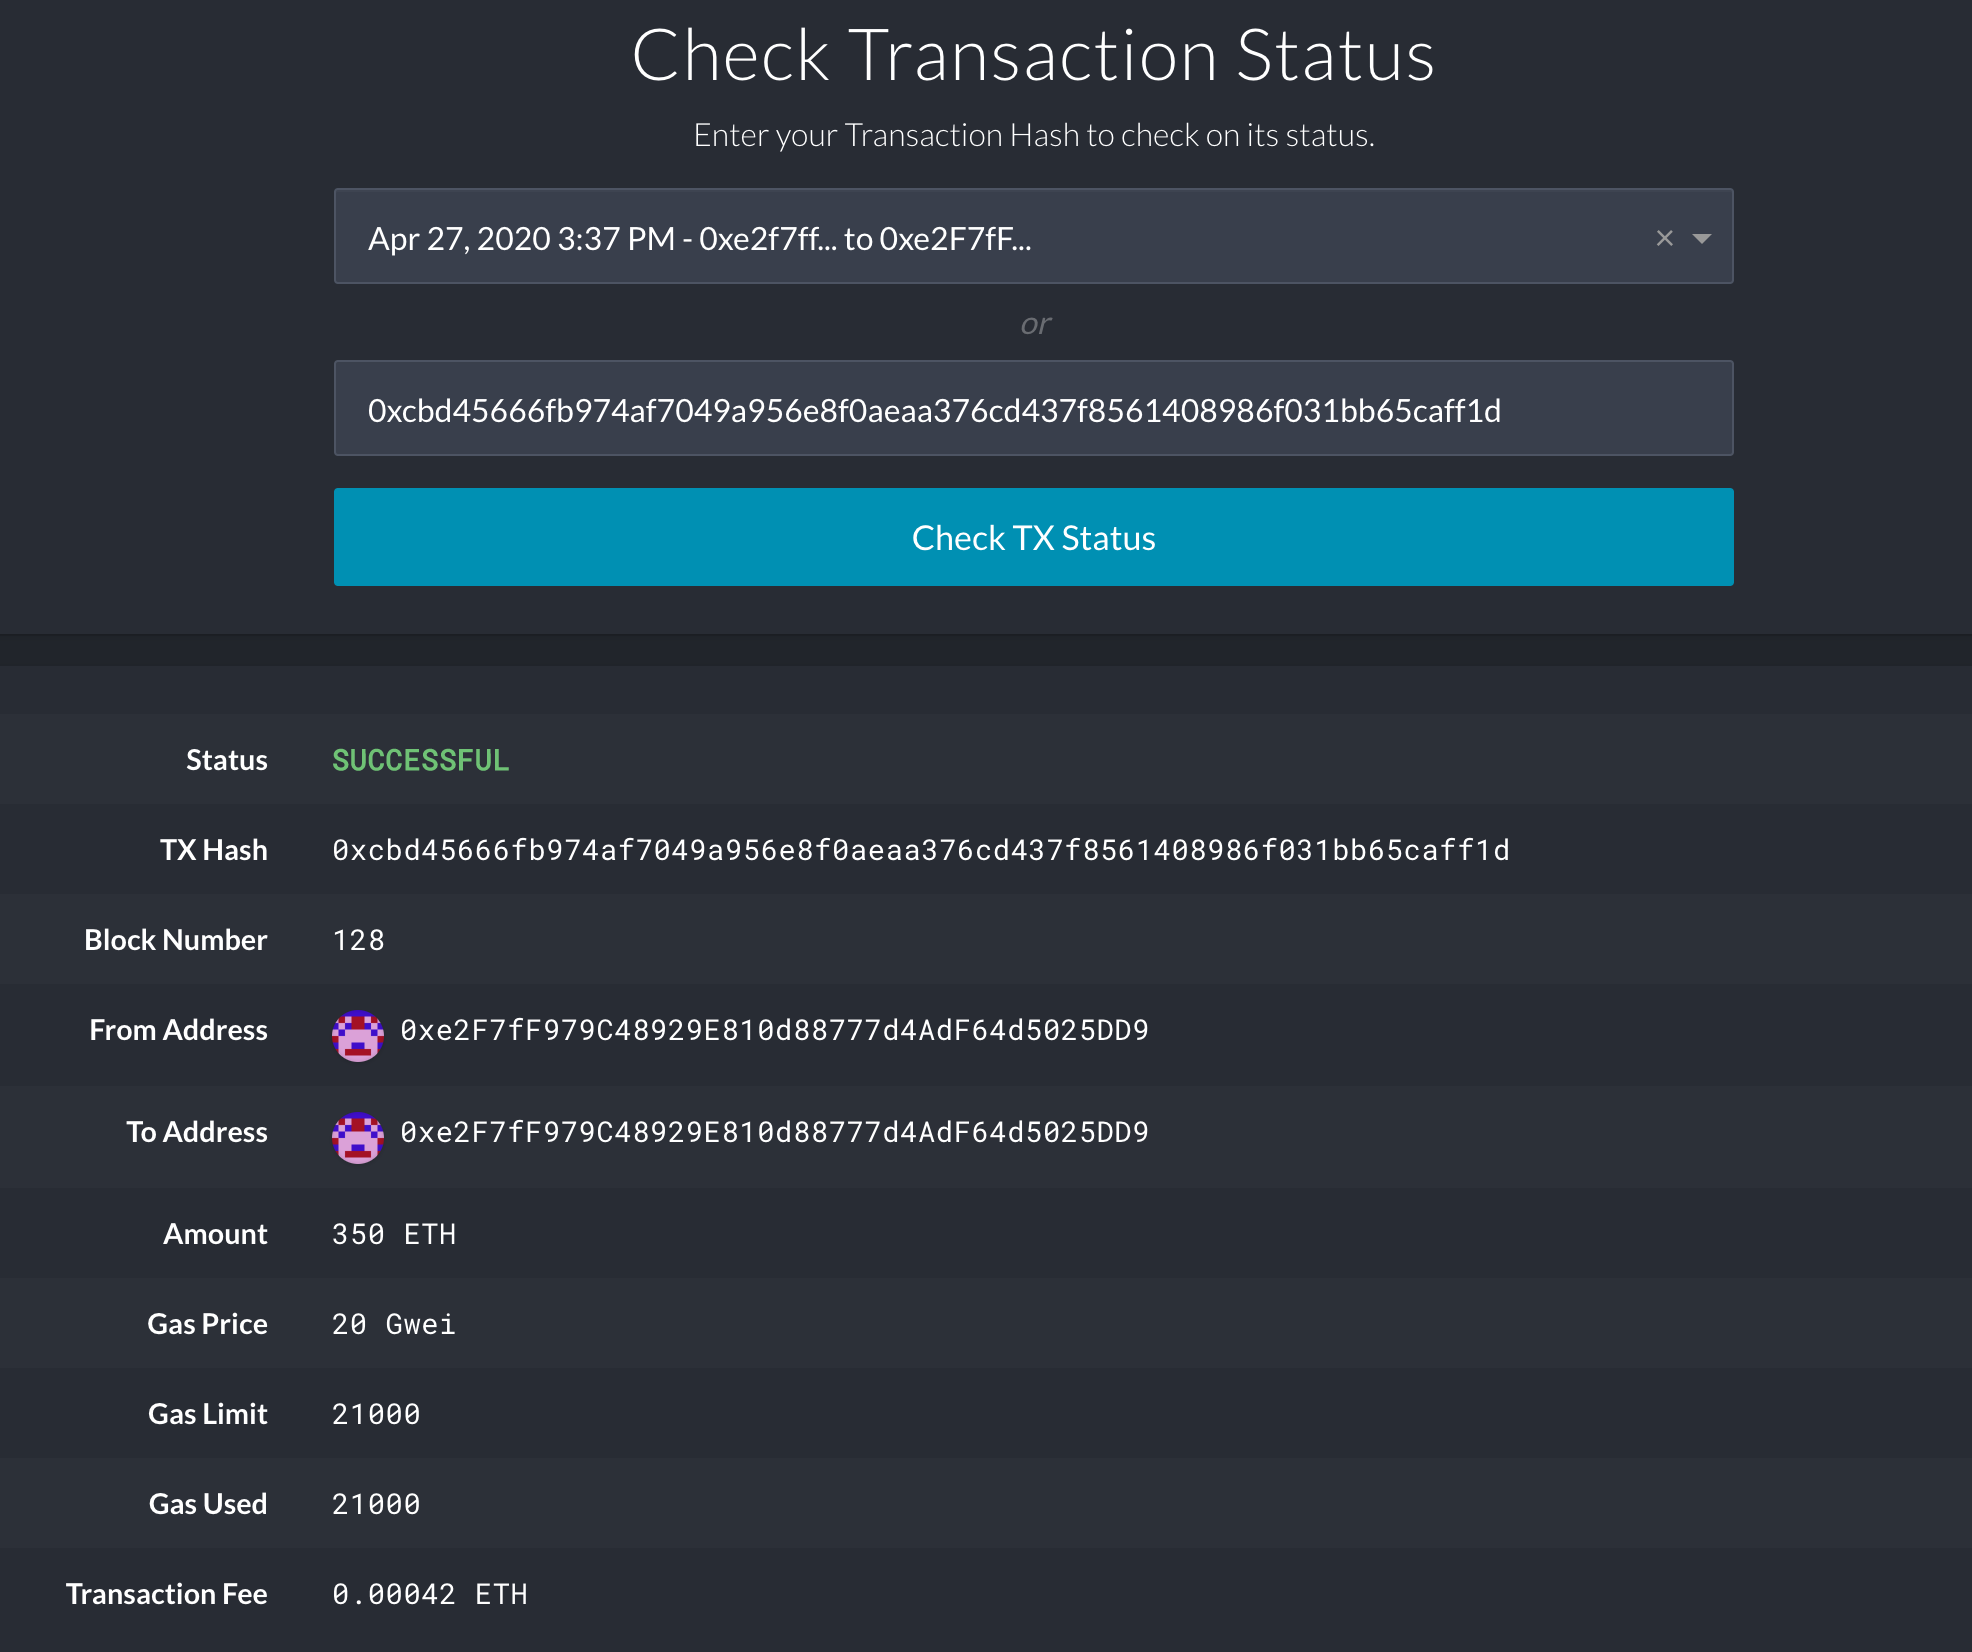 Check Transaction Status
Enter your Transaction Hash to check on its status.
Apr 27, 2020 3:37 PM - 0xe2f7ff... to 0xe2F7fF...
or
0xcbd45666fb974af7049a956e8f0aeaa376cd437f8561408986f031bb65caff1d
Check TX Status
Status SUCCESSFUL
TX Hash 0xcbd45666fb974af7049a956e8f0aeaa376cd437f8561408986f031bb65caff1d
Block Number 128
From Address 0xe2F7fF979C48929E810d88777d4AdF64d5025DD9
To Address 0xe2F7fF979C48929E810d88777d4AdF64d5025DD9
Amount 350 ETH
Gas Price 20 Gwei
Gas Limit 21000
Gas Used 21000
Transaction Fee 0.00042 ETH